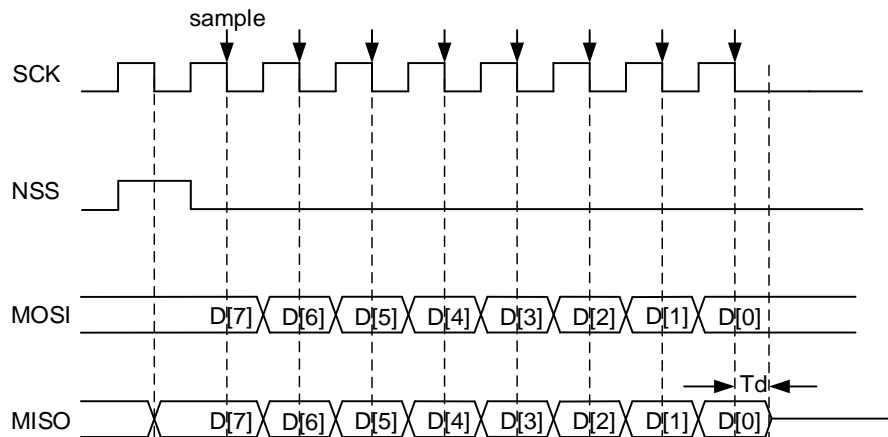 sample
SCK
NSS
MOSI D[7] D[6] D[5] D[4] D[3] D[2] D[1] D[0]
Td
MISO D[7] D[6] D[5] D[4] D[3] D[2] D[1] D[0]